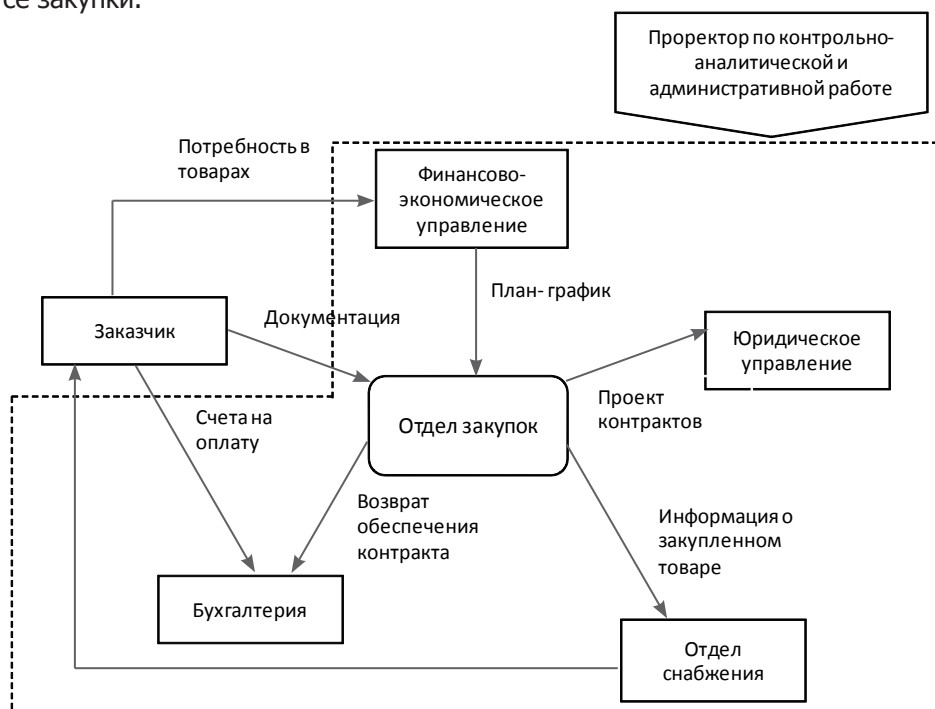 се закупки.
Проректор по контрольно-
аналитической и
административной работе
Потребность в
товарах
Финансово-
экономическое
управление
План- график
Документация
Заказчик
Юридическое
управление
Счета на
оплату
Отдел закупок
Проект
контрактов
Возврат
обеспечения
контракта
Информация о
закупленном
товаре
Бухгалтерия
Отдел
снабжения